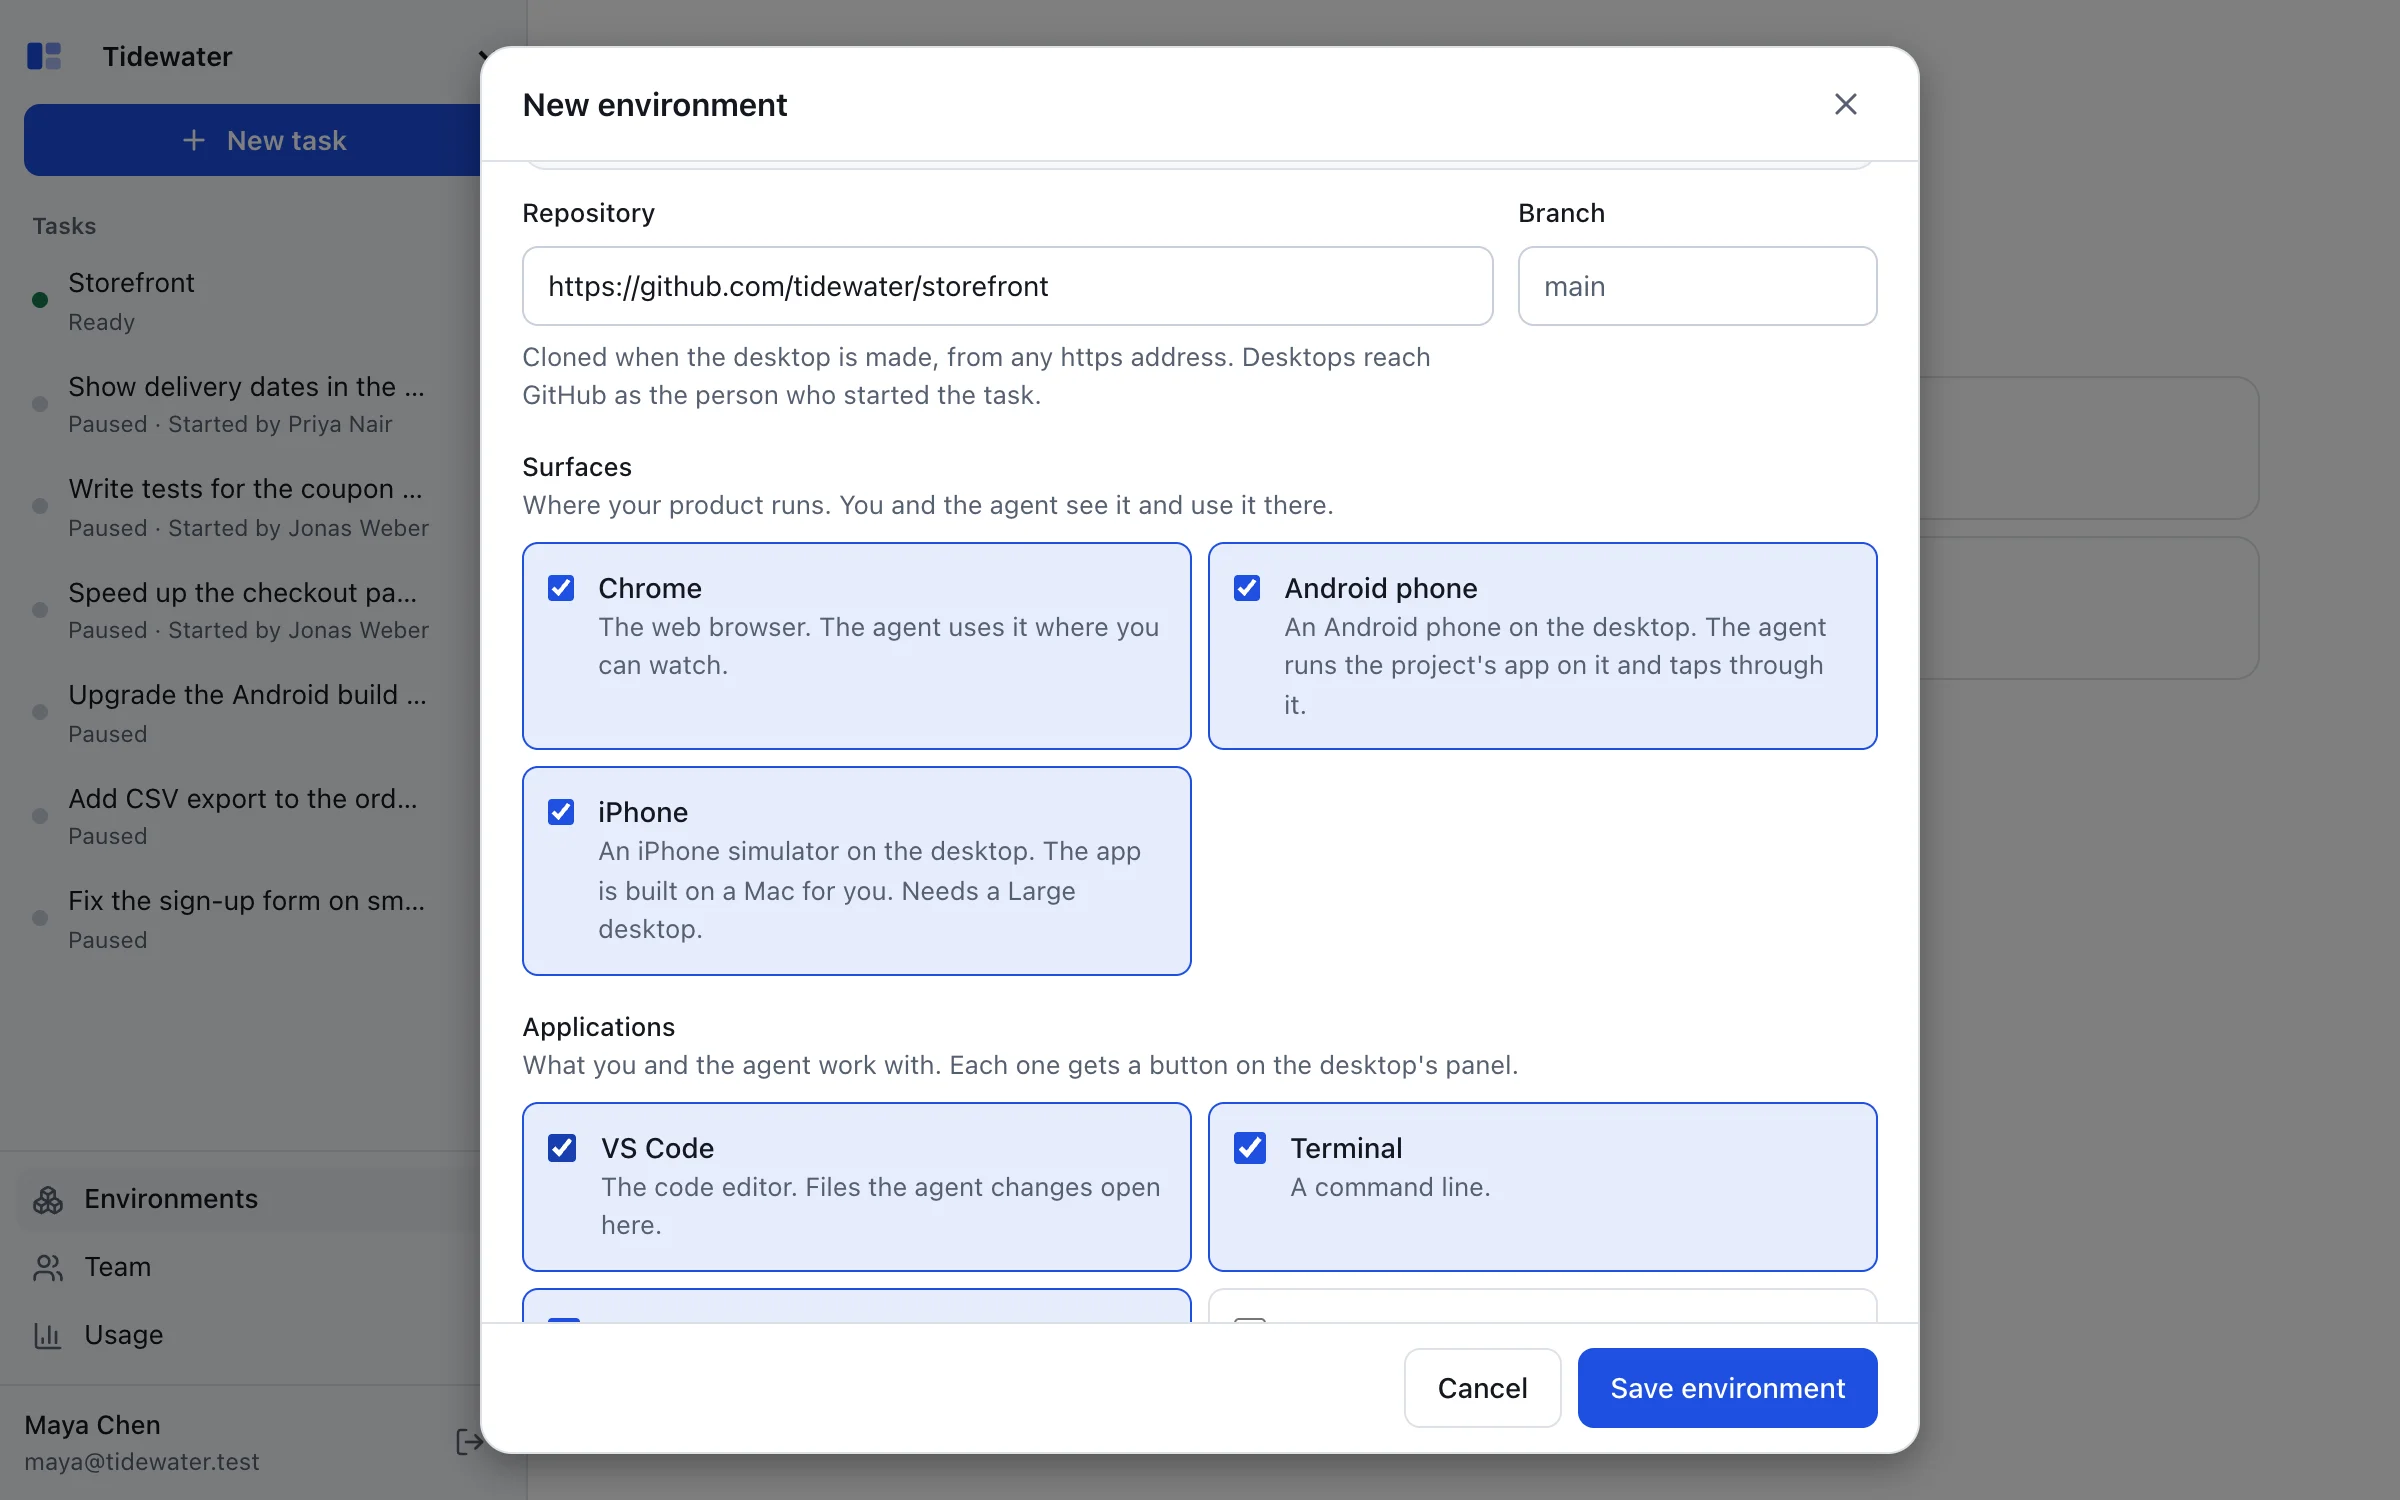 Tidewater
New task
Tasks
Storefront
Ready
Show delivery dates in the ...
Paused · Started by Priya Nair
Write tests for the coupon ...
Paused · Started by Jonas Weber
Speed up the checkout pa...
Paused · Started by Jonas Weber
Upgrade the Android build ...
Paused
Add CSV export to the ord...
Paused
Fix the sign-up form on sm...
Paused
Environments
Team
Usage
Maya Chen
maya@tidewater.test
New environment
Repository
Branch
https://github.com/tidewater/storefront
main
Cloned when the desktop is made, from any https address. Desktops reach
GitHub as the person who started the task.
Surfaces
Where your product runs. You and the agent see it and use it there.
Chrome
The web browser. The agent uses it where you
can watch.
Android phone
An Android phone on the desktop. The agent
runs the project's app on it and taps through
it.
iPhone
An iPhone simulator on the desktop. The app
is built on a Mac for you. Needs a Large
desktop.
Applications
What you and the agent work with. Each one gets a button on the desktop's panel.
VS Code
The code editor. Files the agent changes open
here.
Terminal
A command line.
Cancel
Save environment